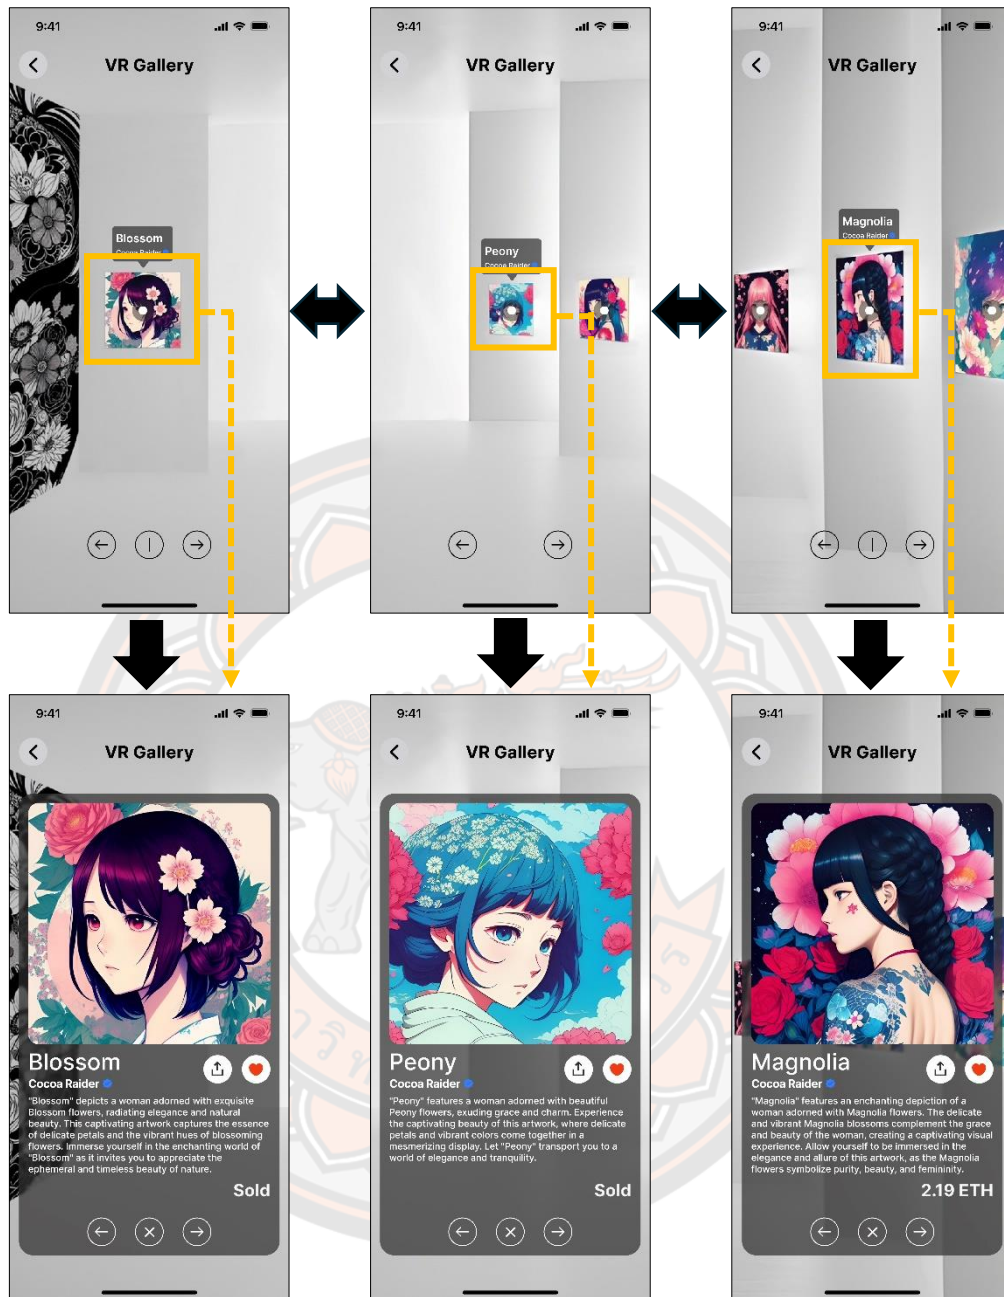 9:41
VR Gallery
Blossom
Cocoa Raider
9:41
VR Gallery
Peony
Cocoa Raider
9:41
VR Gallery
Magnolia
Cocoa Raider
9:41
VR Gallery
Blossom
Cocoa Raider
"Blossom" depicts a woman adorned with exquisite
Blossom flowers, radiating elegance and natural
beauty. This captivating artwork captures the essence
of delicate petals and the vibrant hues of blossoming
flowers. Immerse yourself in the enchanting world of
"Blossom" as it invites you to appreciate the
ephemeral and timeless beauty of nature.
Sold
9:41
VR Gallery
Peony
Cocoa Raider
"Peony" features a woman adorned with beautiful
Peony flowers, exuding grace and charm. Experience
the captivating beauty of this artwork, where delicate
petals and vibrant colors come together in a
mesmerizing display. Let "Peony" transport you to a
world of elegance and tranquility.
Sold
9:41
VR Gallery
Magnolia
Cocoa Raider
"Magnolia" features an enchanting depiction of a
woman adorned with Magnolia flowers. The delicate
and vibrant Magnolia blossoms complement the grace
and beauty of the woman, creating a captivating visual
experience. Allow yourself to be immersed in the
elegance and allure of this artwork, as the Magnolia
flowers symbolize purity, beauty, and femininity.
2.19 ETH